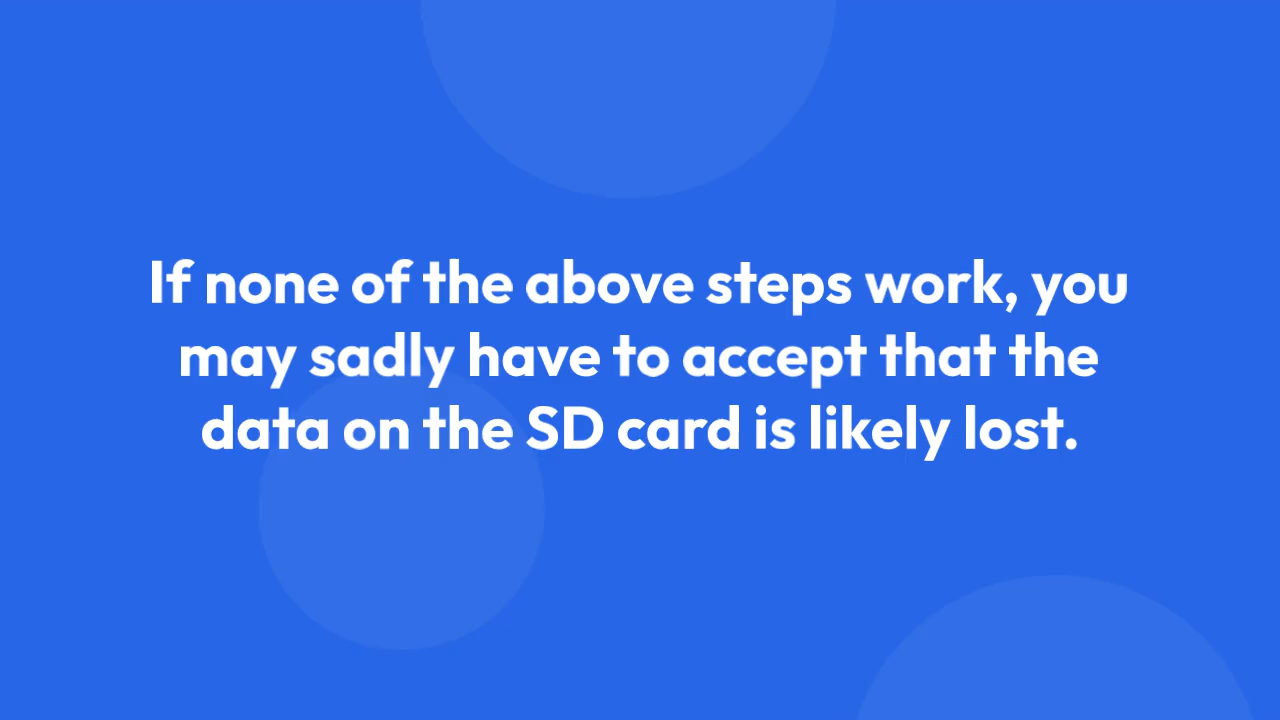 If none of the above steps work, you
may sadly have to accept that the
data on the SD card is likely lost.